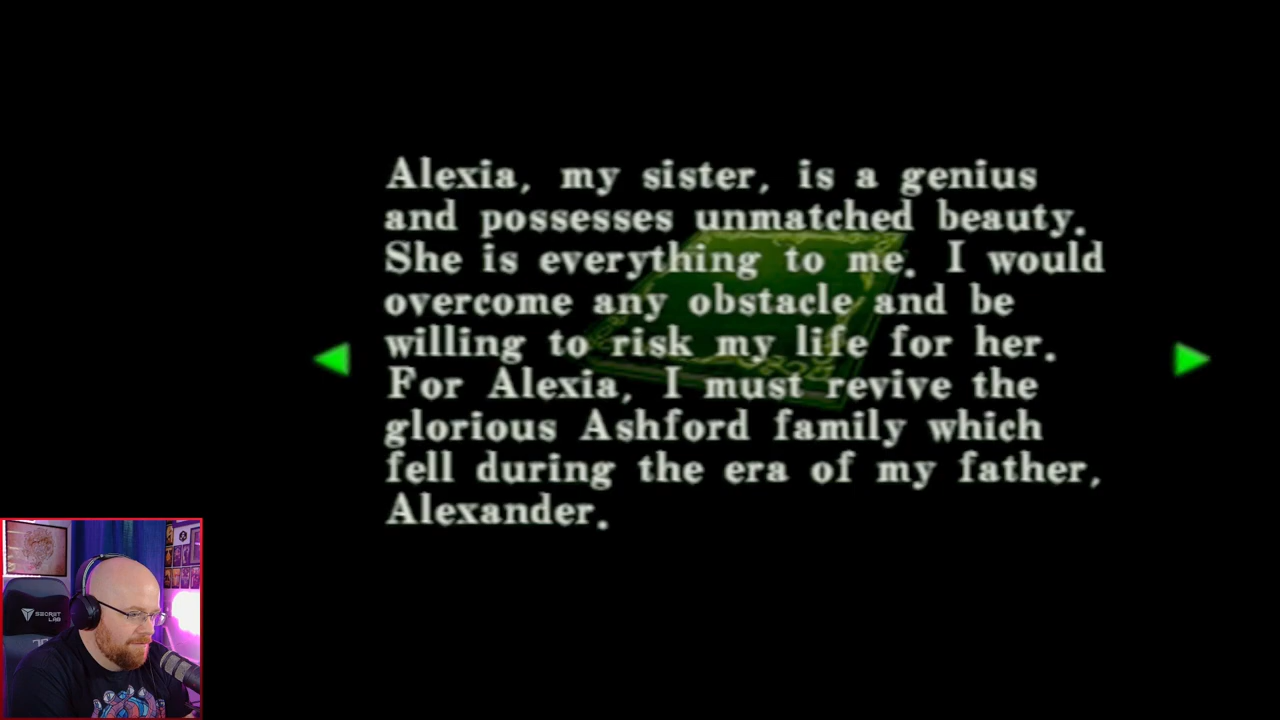 Alexia, my sister, is a genius
and possesses unmatched beauty.
She is everything to me. I would
overcome any obstacle and be
willing to risk my life for her.
For Alexia, I must revive the
glorious Ashford family which
fell during the era of my father,
Alexander.
SECRET
LAB